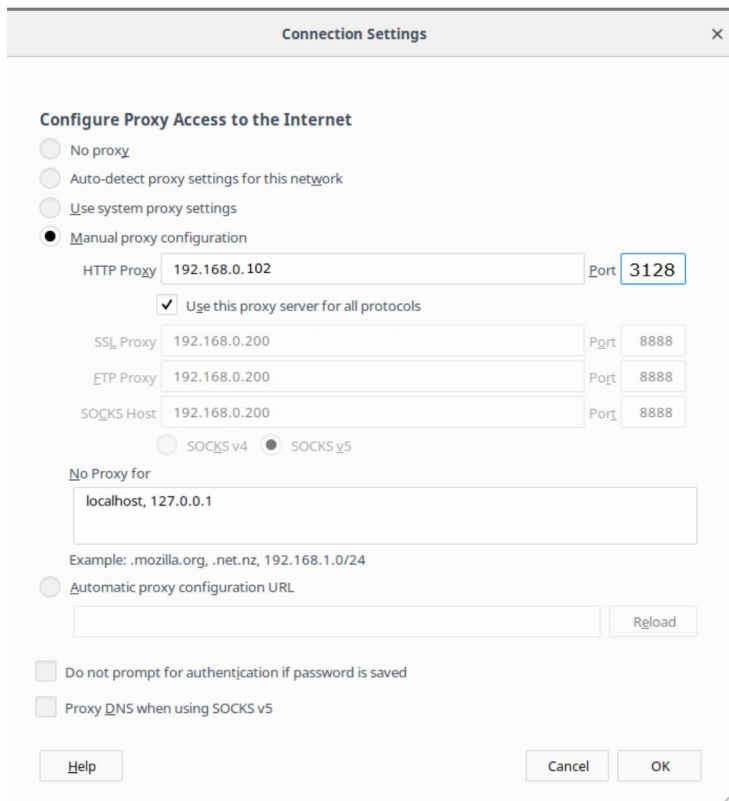 Connection Settings
Configure Proxy Access to the Internet
No proxy
Auto-detect proxy settings for this network
Use system proxy settings
Manual proxy configuration
HTTP Proxy 192.168.0.102 Port 3128
Use this proxy server for all protocols
SSL Proxy 192.168.0.200 Port 8888
FTP Proxy 192.168.0.200 Port 8888
SOCKS Host 192.168.0.200 Port 8888
SOCKS v4 SOCKS v5
No Proxy for
localhost, 127.0.0.1
Example: .mozilla.org, .net.nz, 192.168.1.0/24
Automatic proxy configuration URL
Reload
Do not prompt for authentication if password is saved
Proxy DNS when using SOCKS v5
Help Cancel OK